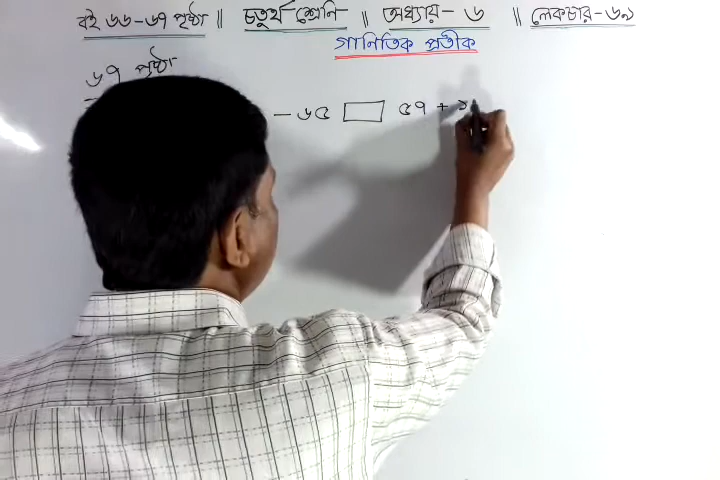 বই ৬৬-৬৭ পৃষ্ঠা || চতুর্থ শ্রেনি || অধ্যায় - ৬ || লেকচার - ৬৯
গানিতিক প্রতীক
৬৭ পৃষ্ঠা
- ৬৫ □ ৫৭ +